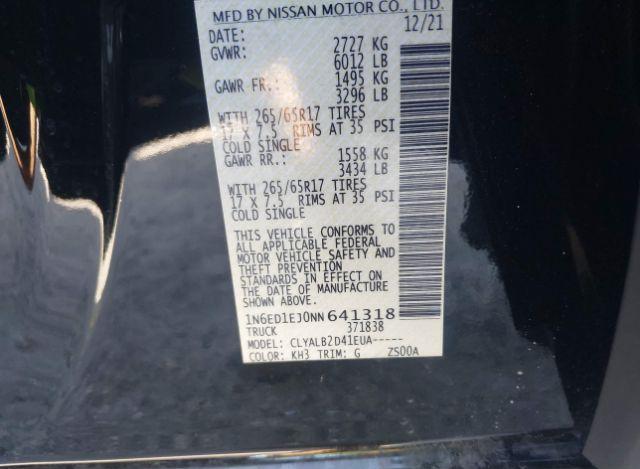 MFD BY NISSAN MOTOR CO., LTD.
DATE: 12/21
GVWR: 2727 KG
6012 LB
GAWR FR.: 1495 KG
3296 LB
WITH 265/65R17 TIRES
17 X 7.5 RIMS AT 35 PSI
COLD SINGLE
GAWR RR.: 1558 KG
3434 LB
WITH 265/65R17 TIRES
17 X 7.5 RIMS AT 35 PSI
COLD SINGLE
THIS VEHICLE CONFORMS TO
ALL APPLICABLE FEDERAL
MOTOR VEHICLE SAFETY AND
THEFT PREVENTION
STANDARDS IN EFFECT ON
THE DATE OF MANUFACTURE
SHOWN ABOVE.
1N6ED1EJ0NN641318
TRUCK 371838
MODEL: CLYALB2D41EUA-----
COLOR: KH3 TRIM: G ZS00A